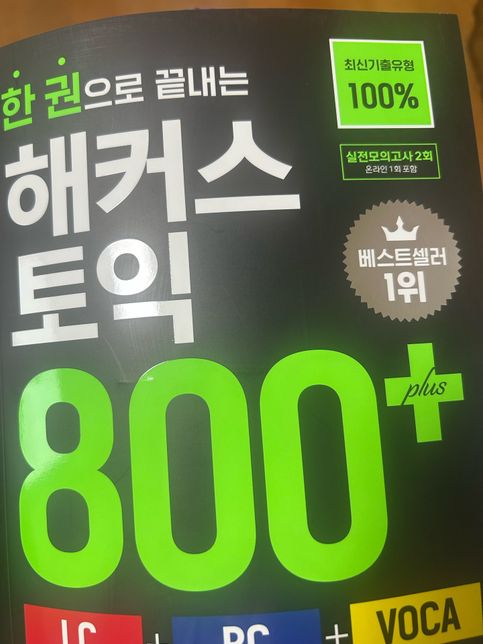 한 권으로 끝내는
해커스
토익
800+
plus
최신기출유형
100%
실전모의고사 2회
온라인 1회 포함
베스트셀러
1위
LC + RC + VOCA